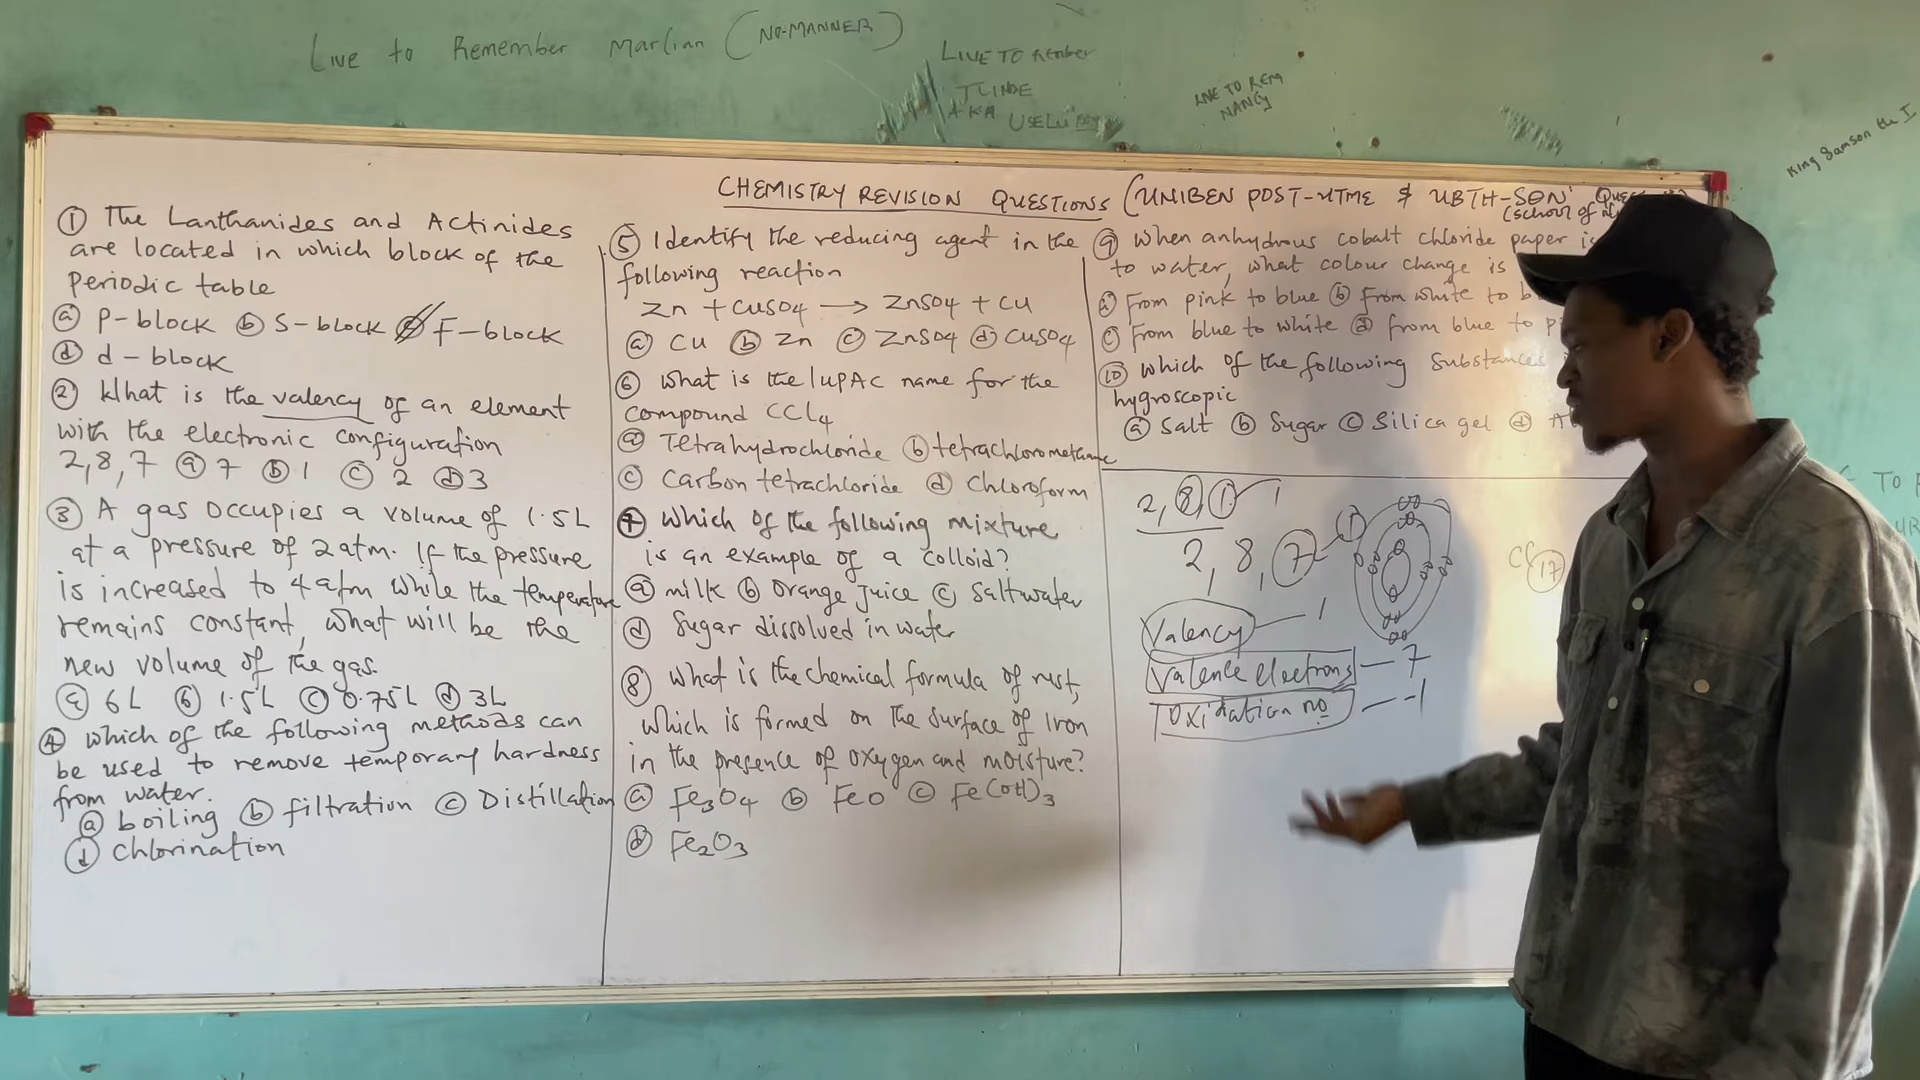 Live to Remember Marlian (NO-MANNER)
LIVE TO
TUNDE
AKA
LIVE TO REM
NANCY
King Samson the I
CHEMISTRY REVISION QUESTIONS (UNIBEN POST-UTME & UBTH-SON
(School of
① The Lanthanides and Actinides
are located in which block of the
Periodic table
ⓐ P-block ⓑ S-block ⓒ F-block
ⓓ d-block
② What is the valency of an element
with the electronic configuration
2,8,7 ⓐ 7 ⓑ 1 ⓒ 2 ⓓ 3
③ A gas occupies a volume of 1.5L
at a pressure of 2atm. If the pressure
is increased to 4atm while the temperature
remains constant, what will be the
new volume of the gas.
ⓐ 6L ⓑ 1.5L ⓒ 0.75L ⓓ 3L
④ Which of the following methods can
be used to remove temporary hardness
from water.
ⓐ boiling ⓑ filtration ⓒ Distillation
ⓓ Chlorination
⑤ Identify the reducing agent in the
following reaction
Zn + CuSO4 → ZnSO4 + Cu
ⓐ Cu ⓑ Zn ⓒ ZnSO4 ⓓ CuSO4
⑥ What is the IUPAC name for the
compound CCl4
ⓐ Tetrahydrochloride ⓑ tetrachloromethane
ⓒ Carbon tetrachloride ⓓ Chloroform
⑦ Which of the following mixture
is an example of a colloid?
ⓐ milk ⓑ Orange juice ⓒ Saltwater
ⓓ Sugar dissolved in water
⑧ What is the chemical formula of rust,
which is formed on the surface of Iron
in the presence of oxygen and moisture?
ⓐ Fe3O4 ⓑ FeO ⓒ Fe(OH)3
ⓓ Fe2O3
⑨ When anhydrous cobalt chloride paper is
to water, what colour change is
ⓐ From pink to blue ⓑ From white to
ⓒ From blue to white ⓓ from blue to
⑩ Which of the following Substances
hygroscopic
ⓐ Salt ⓑ Sugar ⓒ Silica gel ⓓ
2,8,1 1
2,8,7 1
Cl 17
Valency — 1
Valence electrons — 7
Oxidation no — -1